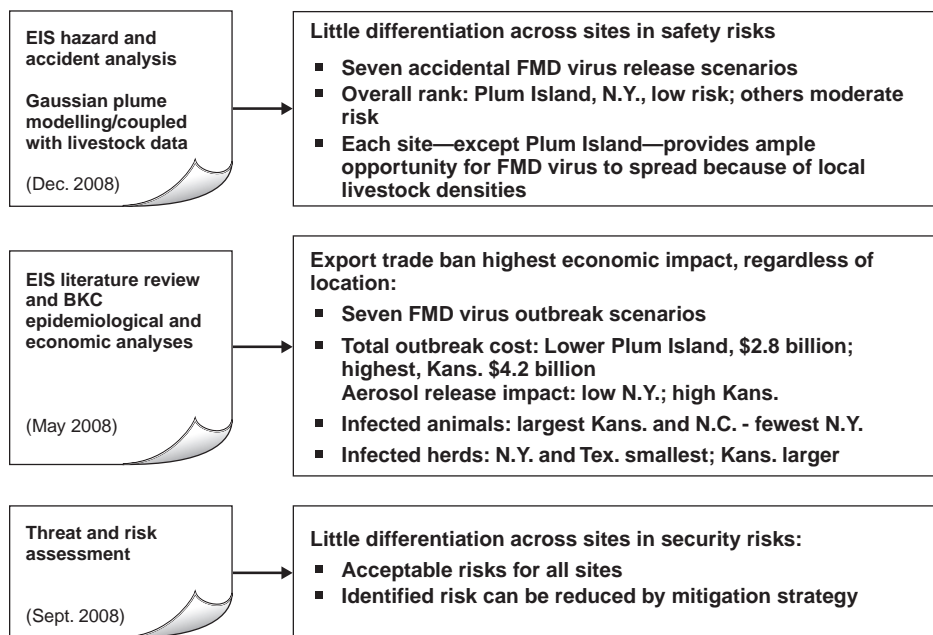 EIS hazard and
accident analysis
Gaussian plume
modelling/coupled
with livestock data
(Dec. 2008)
Little differentiation across sites in safety risks
▪ Seven accidental FMD virus release scenarios
▪ Overall rank: Plum Island, N.Y., low risk; others moderate
risk
▪ Each site—except Plum Island—provides ample
opportunity for FMD virus to spread because of local
livestock densities
EIS literature review
and BKC
epidemiological and
economic analyses
(May 2008)
Export trade ban highest economic impact, regardless of
location:
▪ Seven FMD virus outbreak scenarios
▪ Total outbreak cost: Lower Plum Island, $2.8 billion;
highest, Kans. $4.2 billion
Aerosol release impact: low N.Y.; high Kans.
▪ Infected animals: largest Kans. and N.C. - fewest N.Y.
▪ Infected herds: N.Y. and Tex. smallest; Kans. larger
Threat and risk
assessment
(Sept. 2008)
Little differentiation across sites in security risks:
▪ Acceptable risks for all sites
▪ Identified risk can be reduced by mitigation strategy